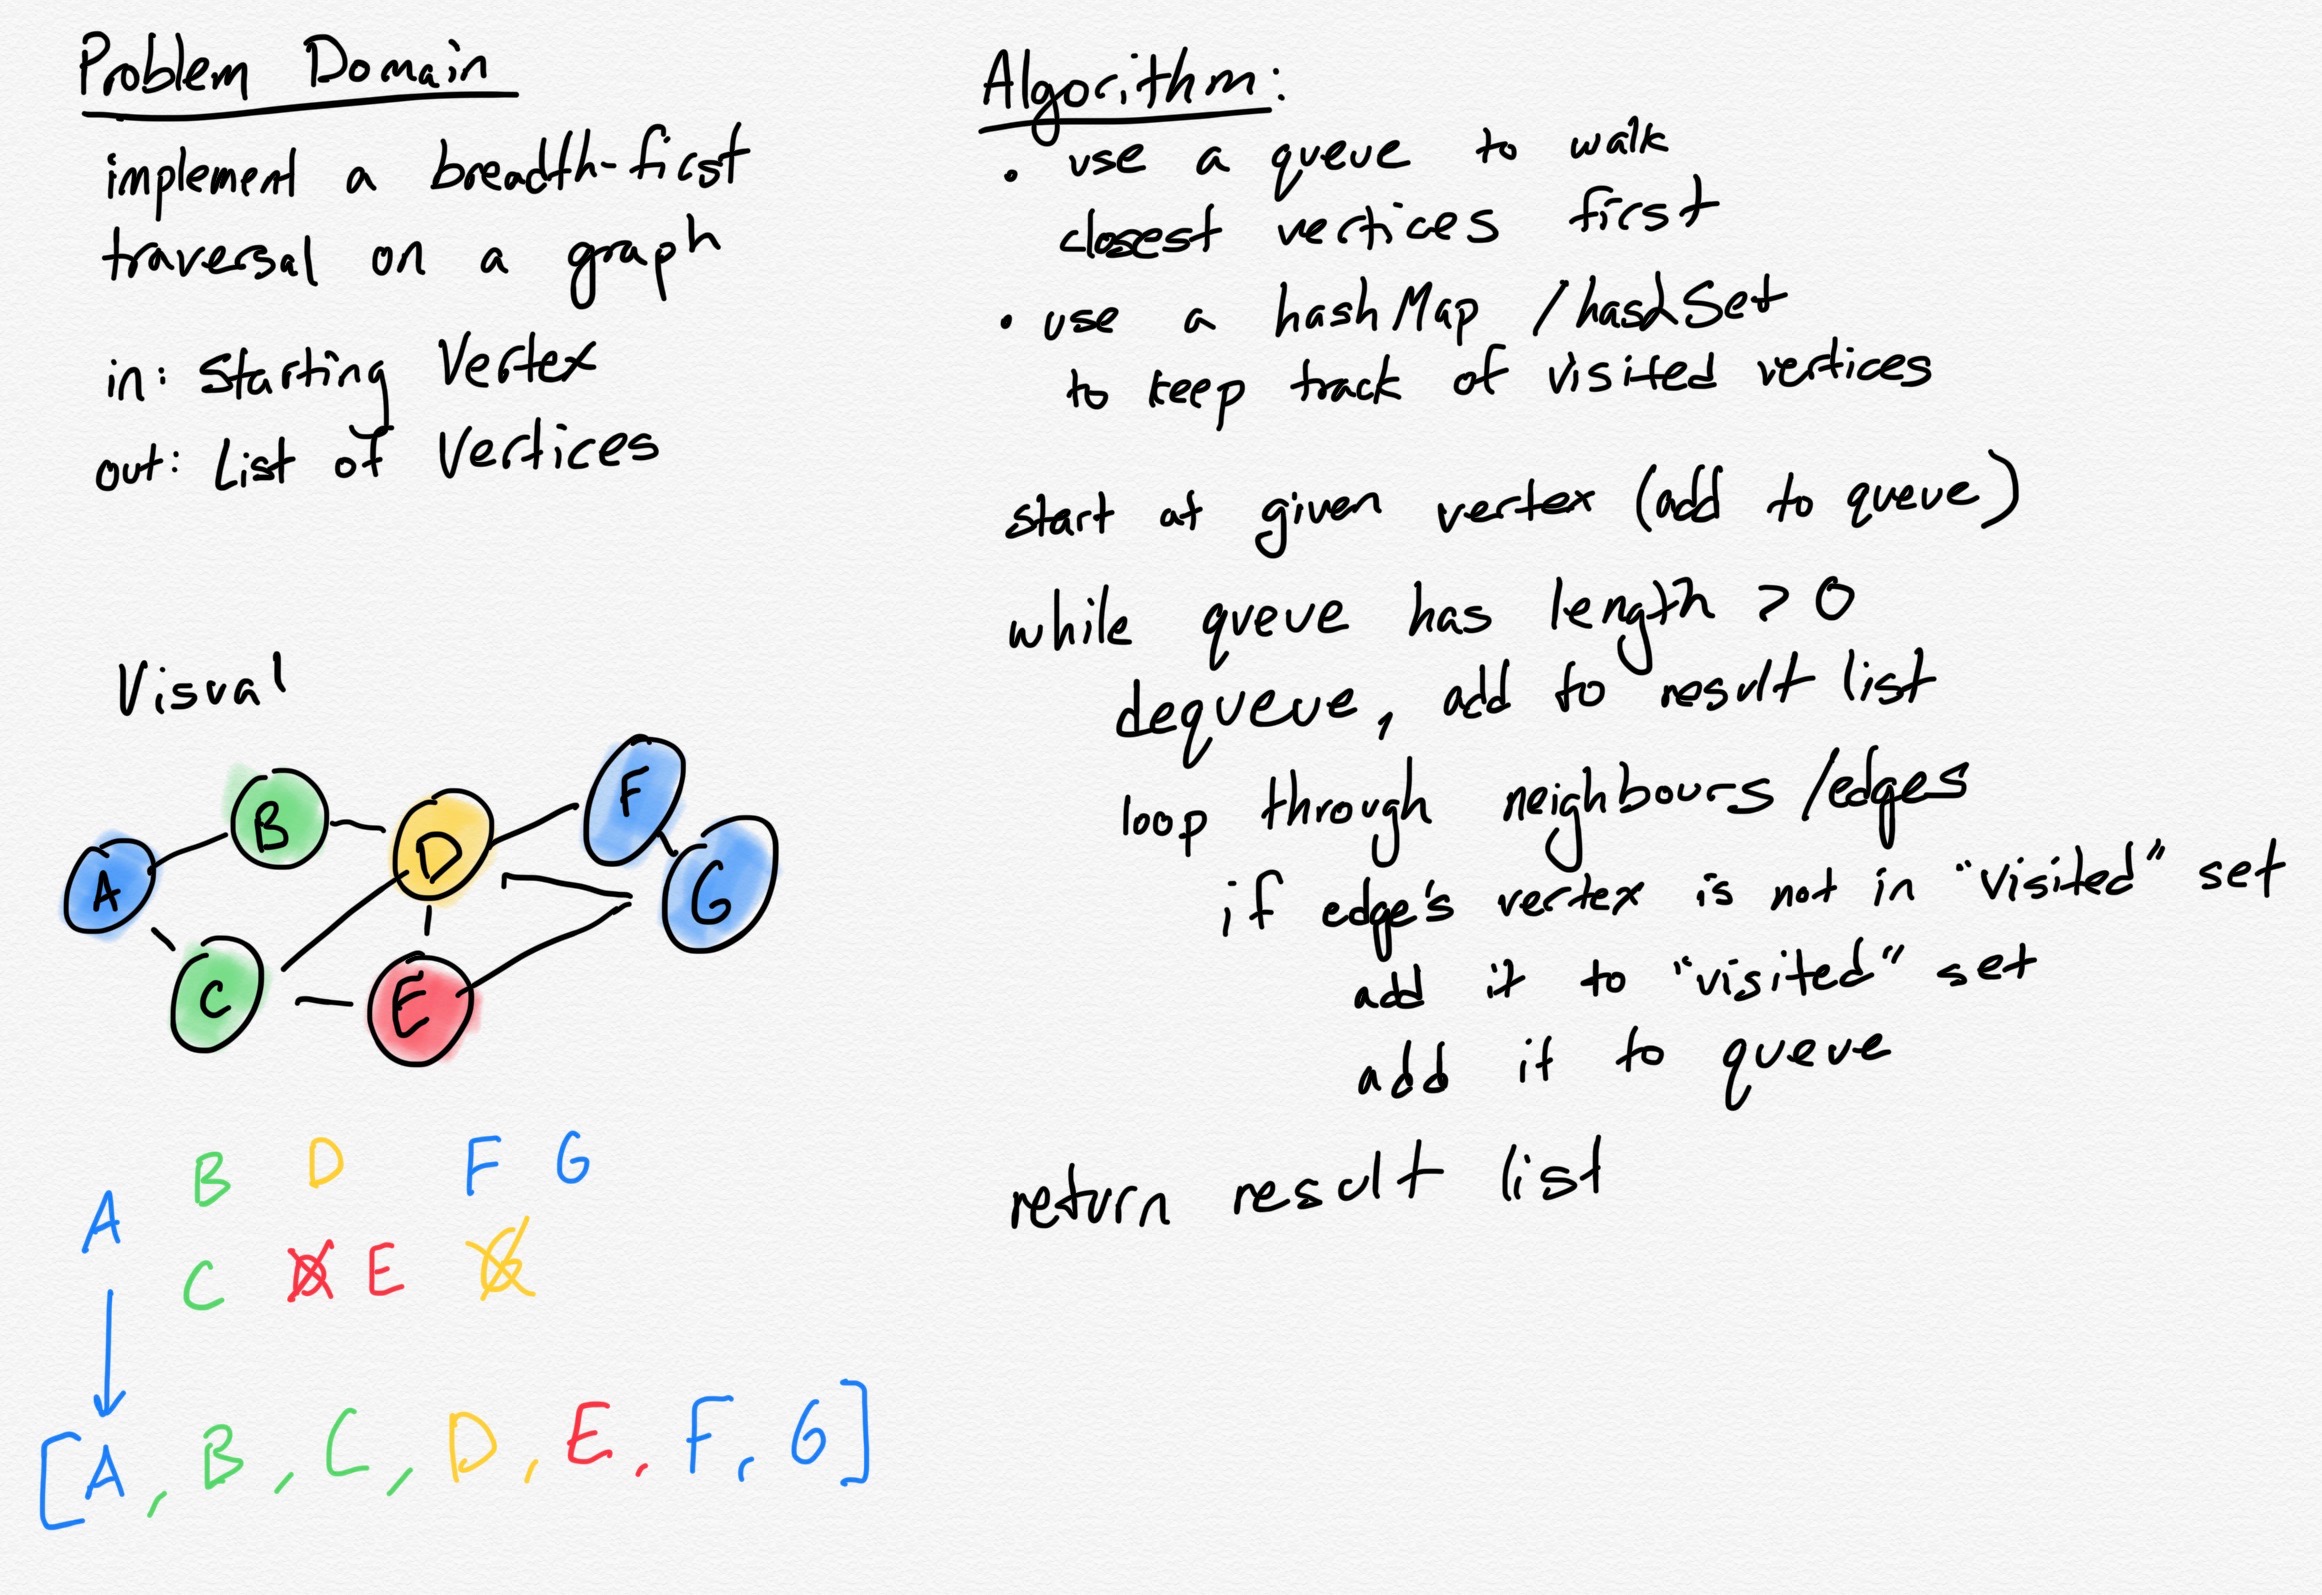 Problem Domain
implement a breadth-first
traversal on a graph
in: Starting Vertex
out: List of Vertices
Visual
A
B
C
D
E
F
G
B D F G
A
C E
[A, B, C, D, E, F, G]
Algorithm:
• use a queue to walk
closest vertices first
• use a hashMap / hashSet
to keep track of visited vertices
start at given vertex (add to queue)
while queue has length > 0
dequeue, add to result list
loop through neighbours / edges
if edge's vertex is not in "visited" set
add it to "visited" set
add it to queue
return result list